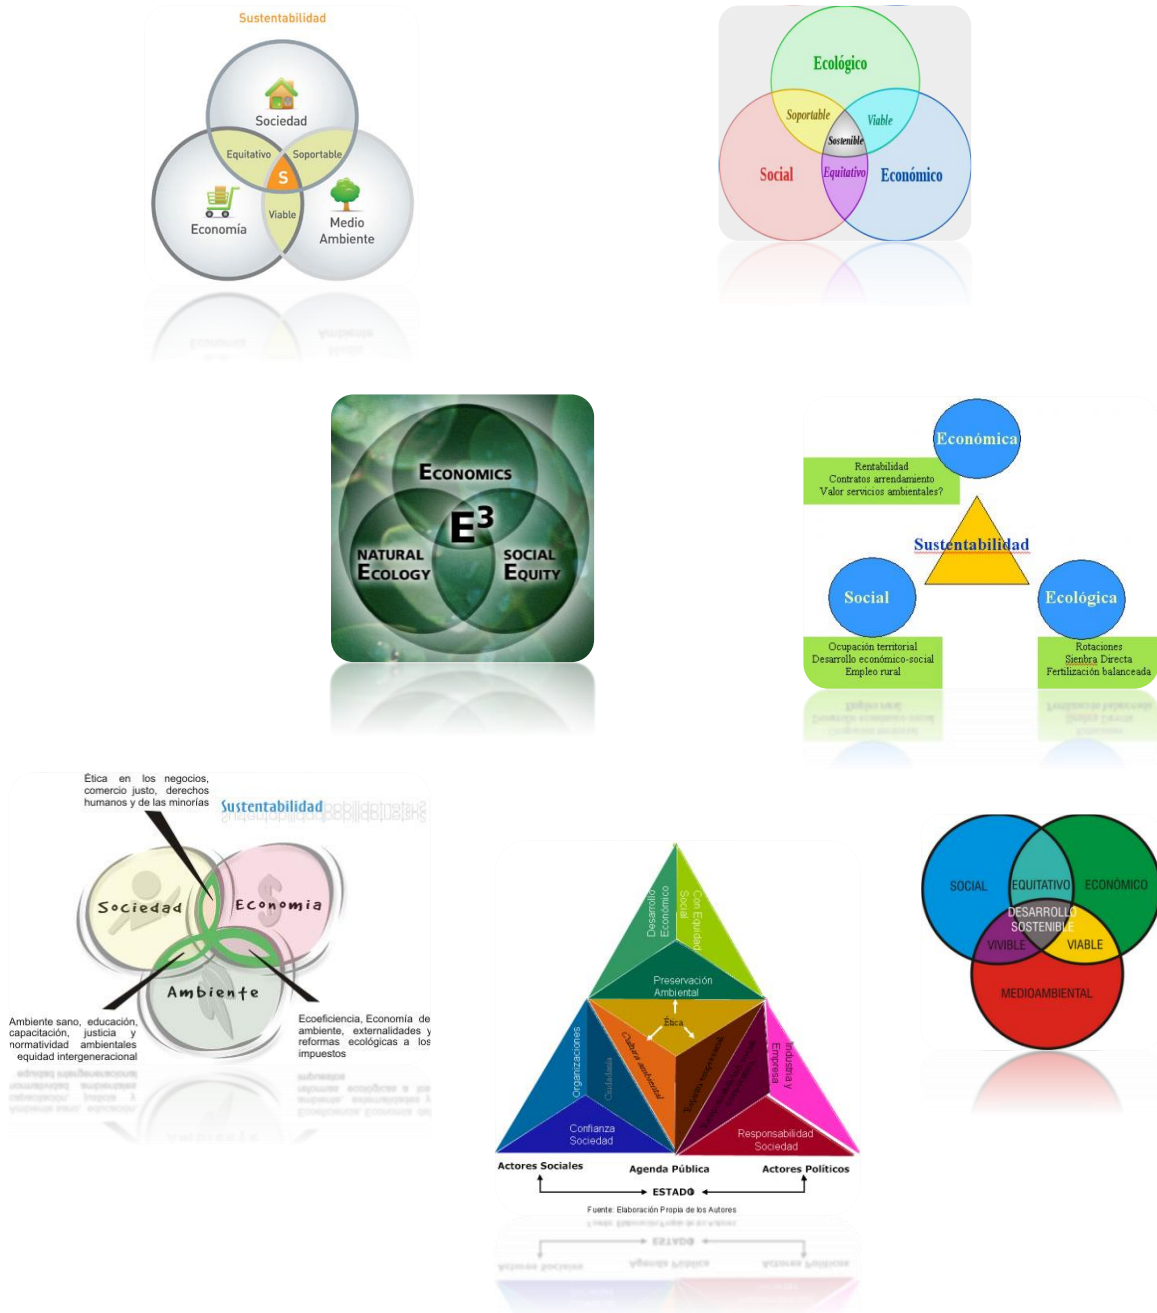 Sustentabilidad
Sociedad
Equitativo
Soportable
S
Economía
Viable
Medio
Ambiente
Ecológico
Soportable
Viable
Sostenible
Social
Equitativo
Económico
ECONOMICS
E³
NATURAL
ECOLOGY
SOCIAL
EQUITY
Económica
Rentabilidad
Contratos arrendamiento
Valor servicios ambientales?
Sustentabilidad
Social
Ecológica
Ocupación territorial
Desarrollo económico-social
Empleo rural
Rotaciones
Sienbra Directa
Fertilización balanceada
Ética en los negocios,
comercio justo, derechos
humanos y de las minorías
Sustentabilidad
Sociedad
Economia
Ambiente
Ambiente sano, educación,
capacitación, justicia y
normatividad ambientales
equidad intergeneracional
Ecoeficiencia, Economía de
ambiente, externalidades y
reformas ecológicas a los
impuestos
Desarrollo
Económico
Con Equidad
Social
Preservación
Ambiental
Ética
Organizaciones
Ciudadanía
Cultura ambiental
Industria y
Empresa
Confianza
Sociedad
Responsabilidad
Sociedad
Actores Sociales
Agenda Pública
Actores Políticos
ESTADO
Fuente: Elaboración Propia de los Autores
SOCIAL
EQUITATIVO
ECONÓMICO
DESARROLLO
SOSTENIBLE
VIVIBLE
VIABLE
MEDIOAMBIENTAL